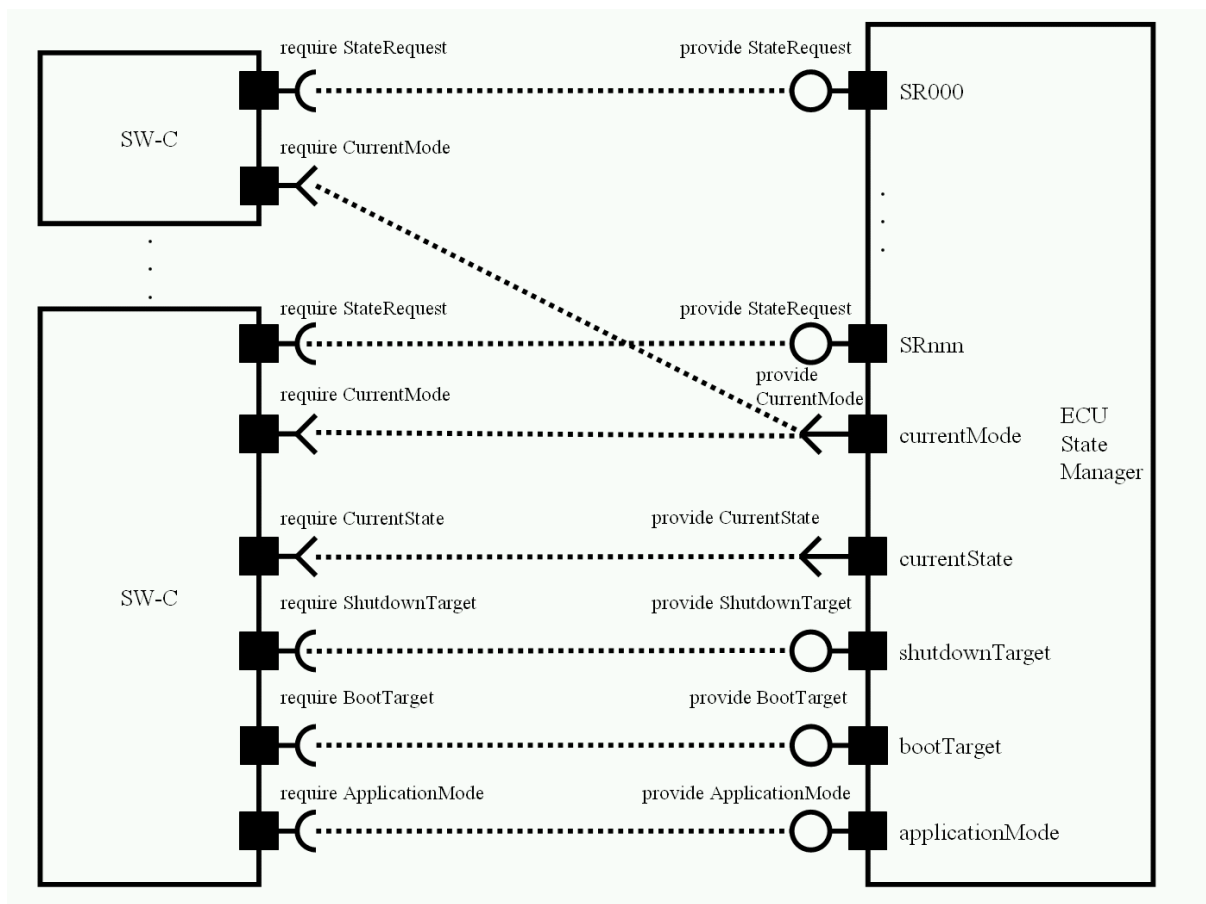 require StateRequest
provide StateRequest
SR000
SW-C
require CurrentMode
require StateRequest
provide StateRequest
SRnnn
provide
CurrentMode
require CurrentMode
currentMode
ECU
State
Manager
require CurrentState
provide CurrentState
currentState
SW-C
require ShutdownTarget
provide ShutdownTarget
shutdownTarget
require BootTarget
provide BootTarget
bootTarget
require ApplicationMode
provide ApplicationMode
applicationMode